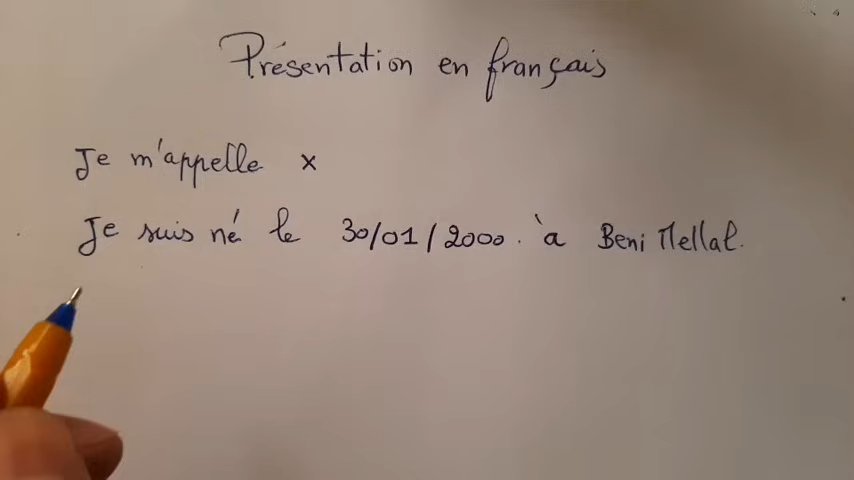 Présentation en français
Je m'appelle x
Je suis né le 30/01/2000. à Beni Mellal.